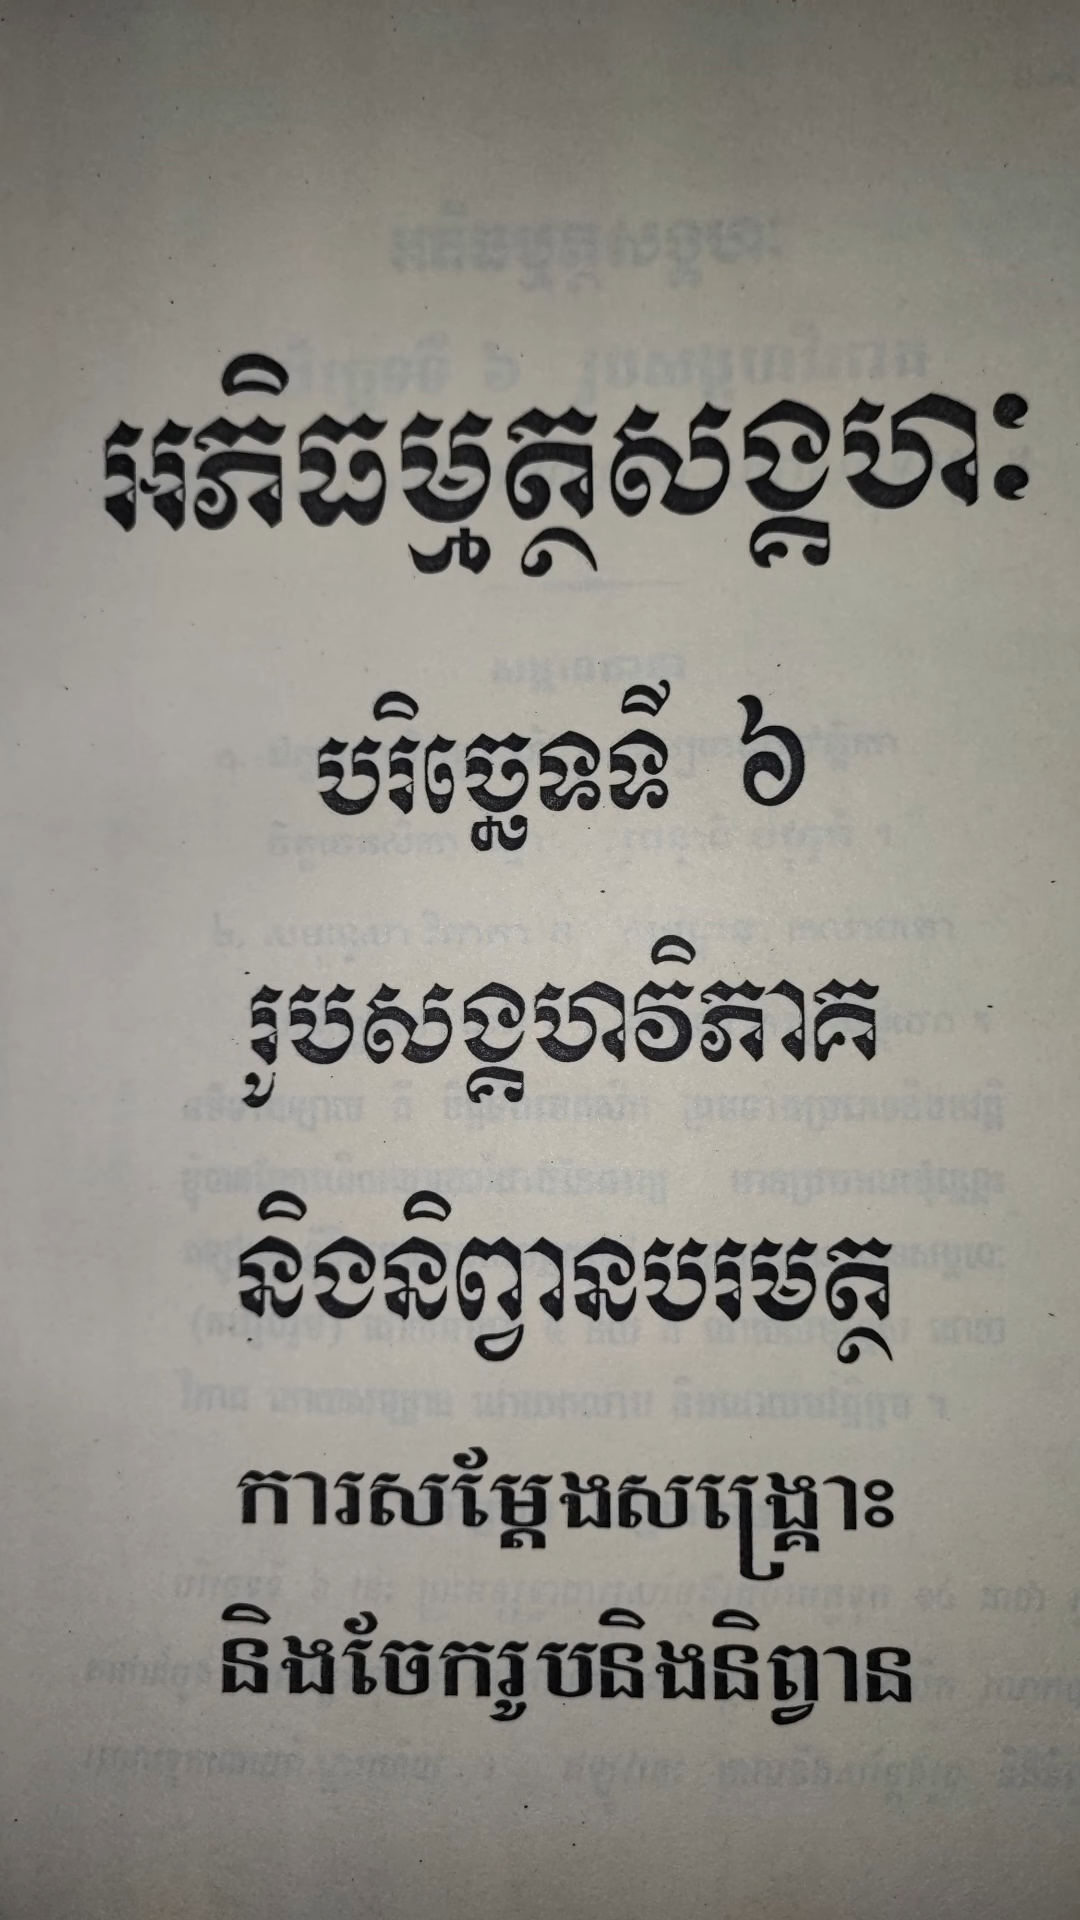 អភិធម្មត្ថសង្គហៈ
បរិច្ឆេទទី ៦
រូបសង្គហវិភាគ
និងនិព្វានបរមត្ថ
ការសម្ដែងសង្គ្រោះ
និងចែករូបនិងនិព្វាន